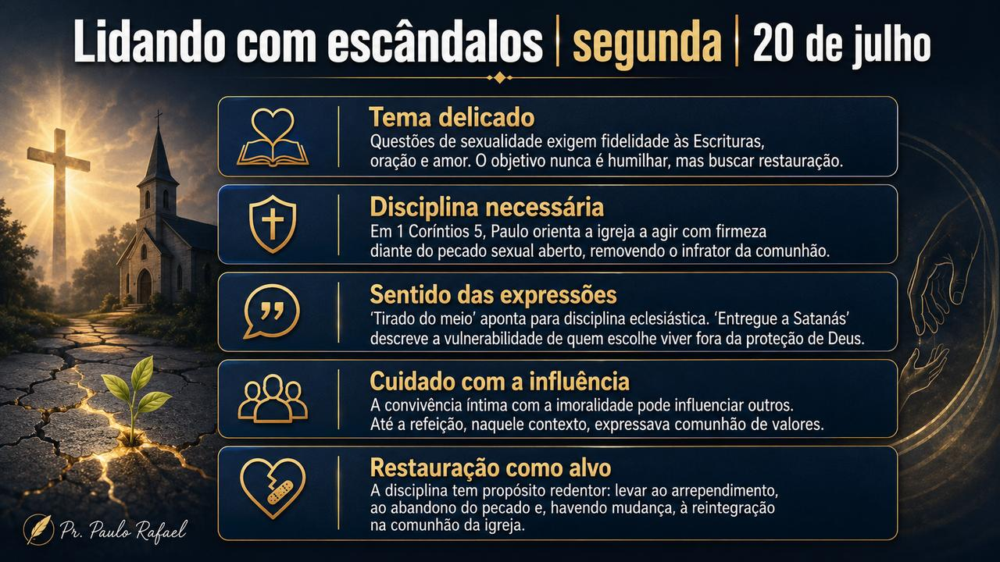 Lidando com escândalos | segunda | 20 de julho
Tema delicado
Questões de sexualidade exigem fidelidade às Escrituras,
oração e amor. O objetivo nunca é humilhar, mas buscar restauração.
Disciplina necessária
Em 1 Coríntios 5, Paulo orienta a igreja a agir com firmeza
diante do pecado sexual aberto, removendo o infrator da comunhão.
Sentido das expressões
‘Tirado do meio’ aponta para disciplina eclesiástica. ‘Entregue a Satanás’
descreve a vulnerabilidade de quem escolhe viver fora da proteção de Deus.
Cuidado com a influência
A convivência íntima com a imoralidade pode influenciar outros.
Até a refeição, naquele contexto, expressava comunhão de valores.
Restauração como alvo
A disciplina tem propósito redentor: levar ao arrependimento,
ao abandono do pecado e, havendo mudança, à reintegração
na comunhão da igreja.
Pr. Paulo Rafael